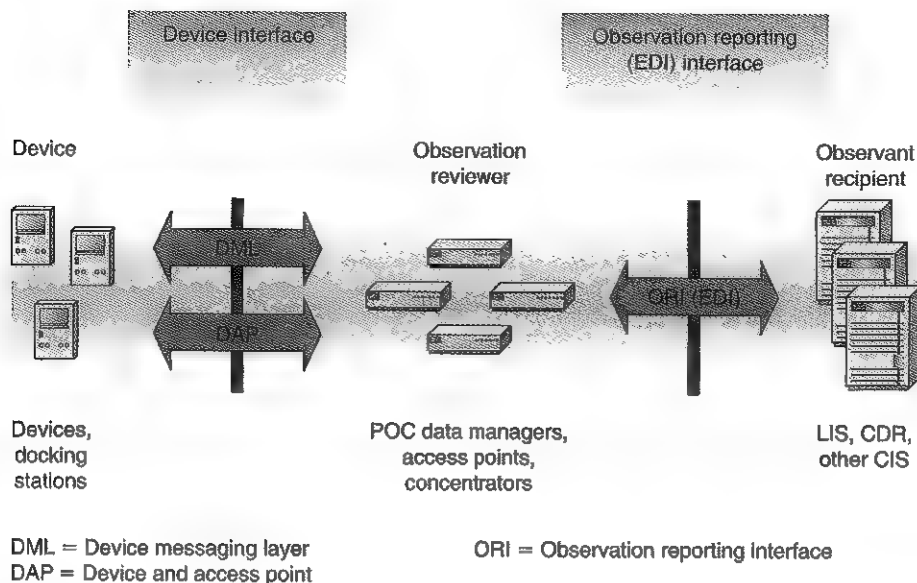 Device interface
Observation reporting
(EDI) interface
Device
Observation
reviewer
Observant
recipient
DML
DAP
ORI (EDI)
Devices,
docking
stations
POC data managers,
access points,
concentrators
LIS, CDR,
other CIS
DML = Device messaging layer
DAP = Device and access point
ORI = Observation reporting interface